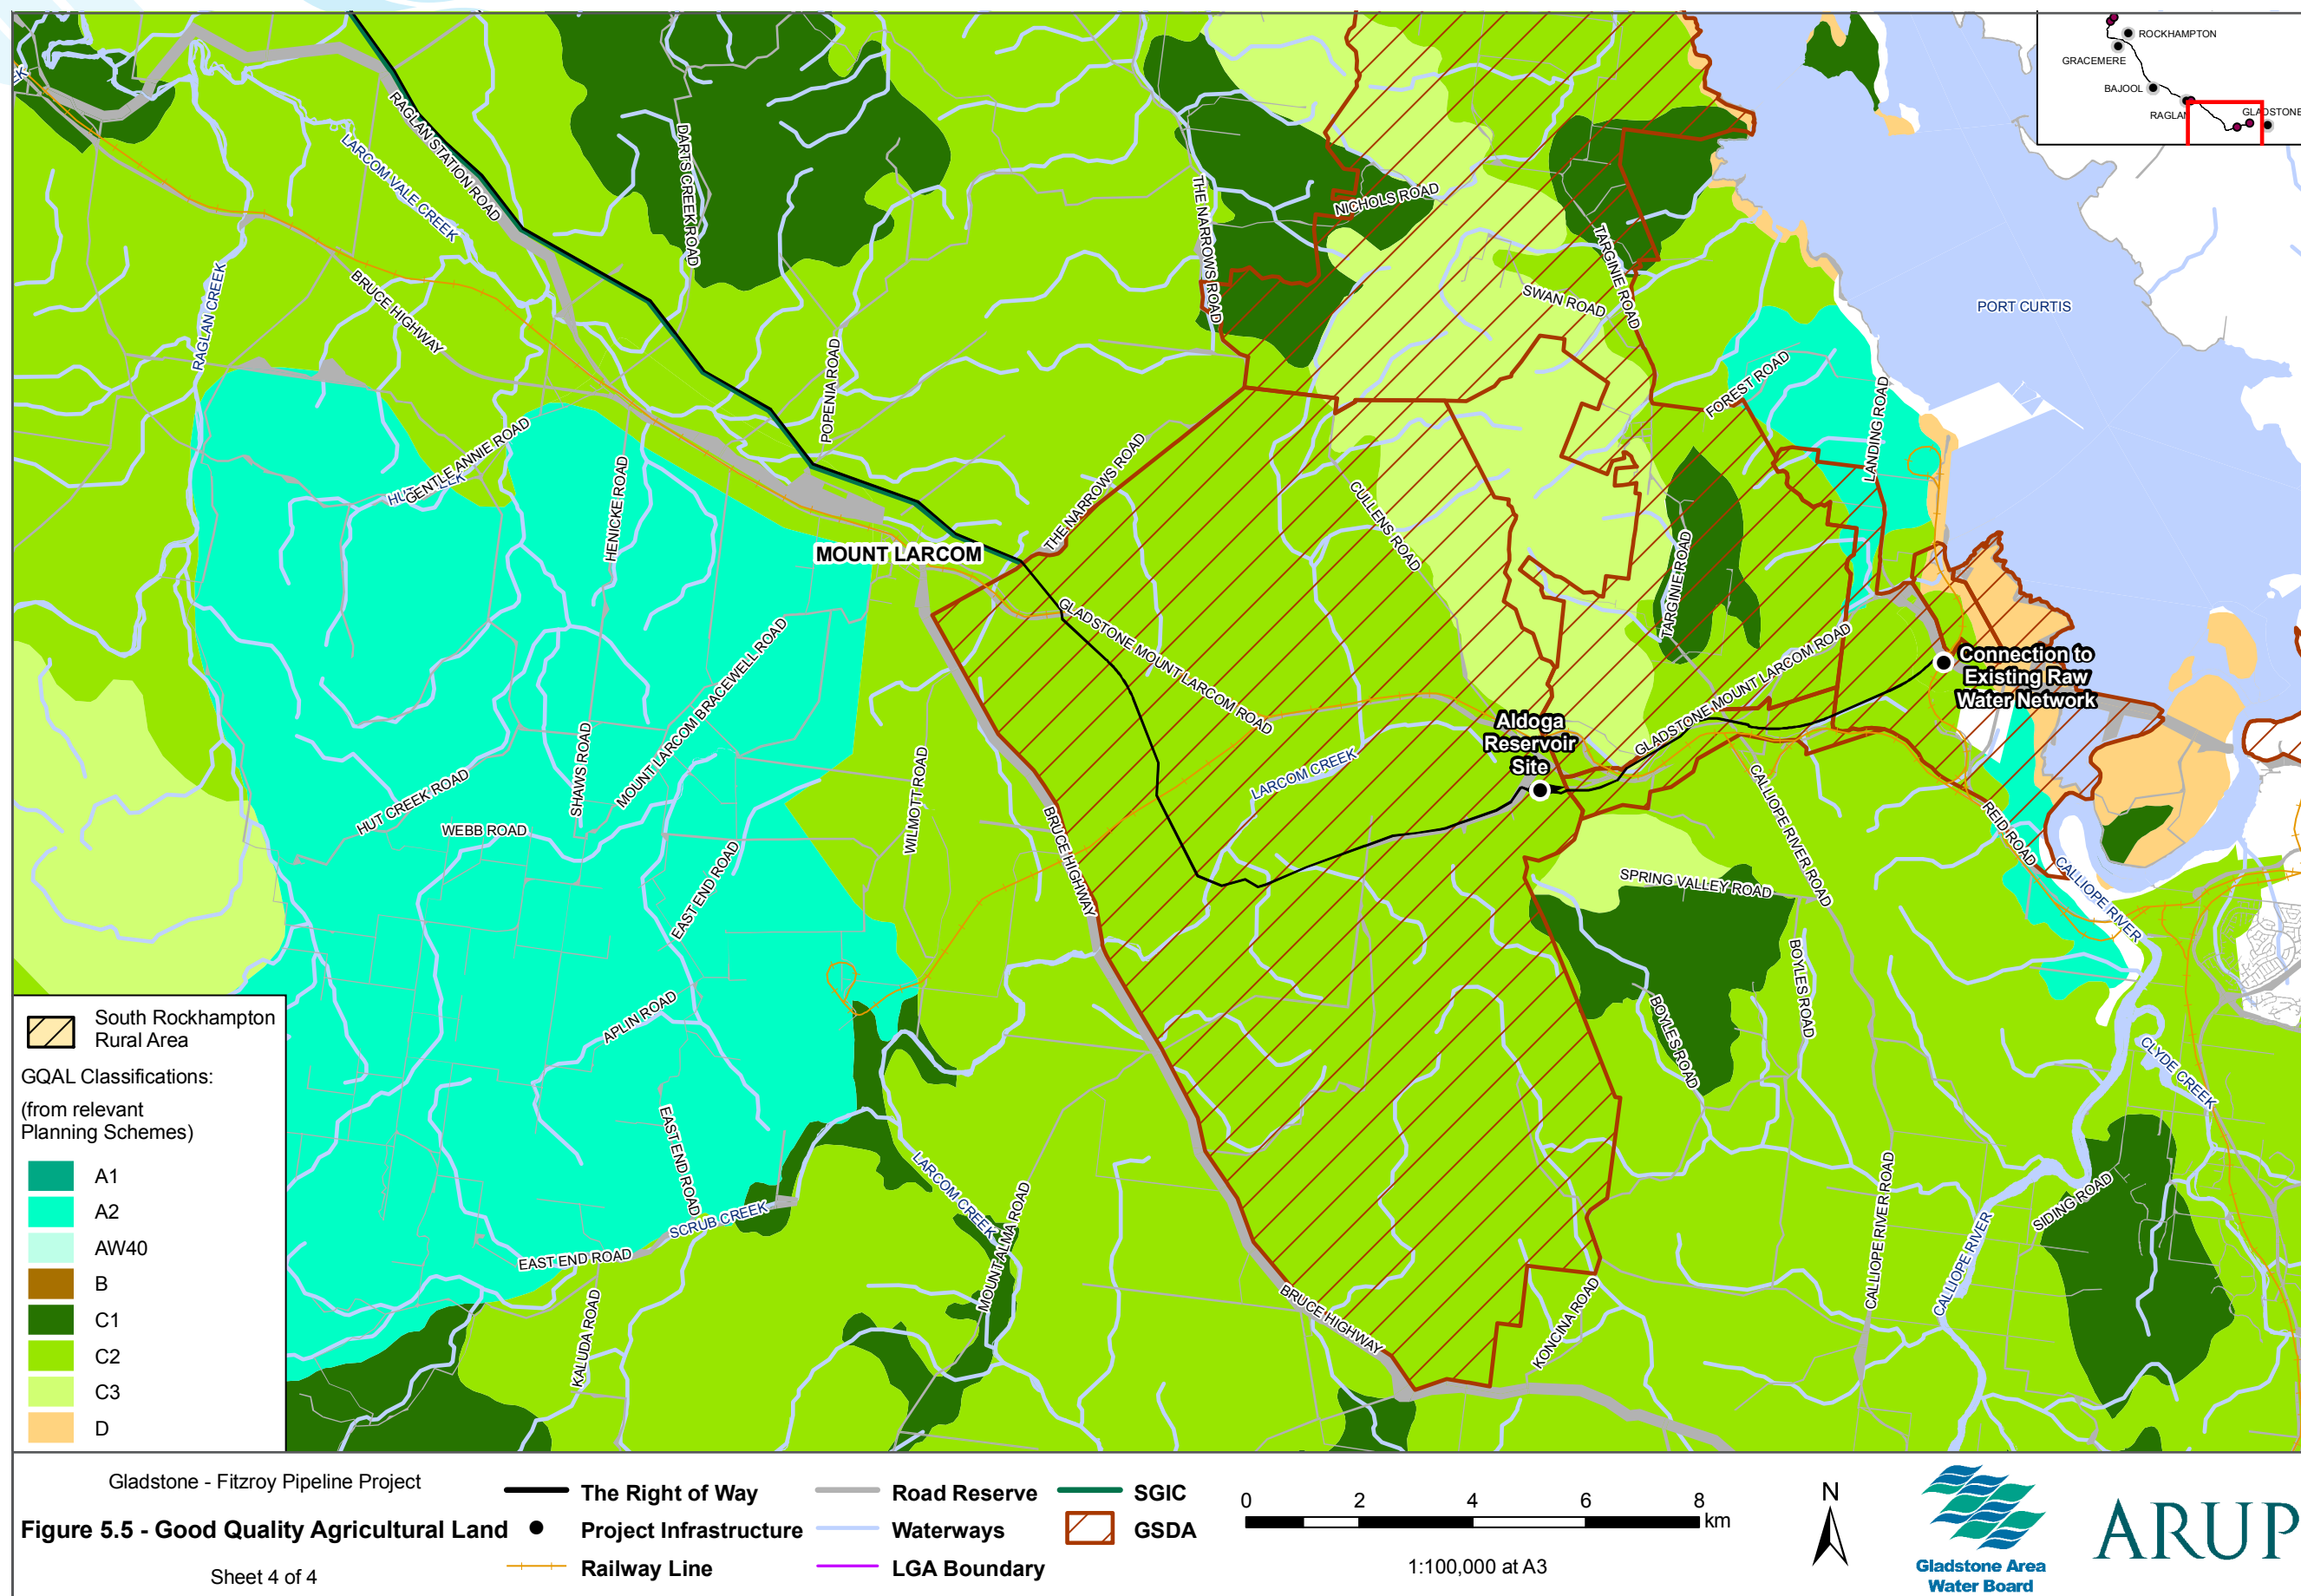 ROCKHAMPTON
GRACEMERE
BAJOOL
GLADSTONE
RAGLAN
RAGLAN STATION ROAD
LARCOM VALE CREEK
DARTS CREEK ROAD
THE NARROWS ROAD
NICHOLS ROAD
TARGINIE ROAD
SWAN ROAD
PORT CURTIS
RAGLAN CREEK
BRUCE HIGHWAY
POPENIA ROAD
FOREST ROAD
LANDING ROAD
GENTLE ANNIE ROAD
HENICKE ROAD
THE NARROWS ROAD
CULLENS ROAD
MOUNT LARCOM
TARGINIE ROAD
GLADSTONE MOUNT LARCOM ROAD
GLADSTONE MOUNT LARCOM ROAD
Connection to
Existing Raw
Water Network
MOUNT LARCOM BRACEWELL ROAD
SHAWS ROAD
Aldoga
Reservoir
Site
LARCOM CREEK
WILMOTT ROAD
HUT CREEK ROAD
WEBB ROAD
BRUCE HIGHWAY
CALLIOPE RIVER ROAD
REID ROAD
EAST END ROAD
SPRING VALLEY ROAD
CALLIOPE RIVER
BOYLES ROAD
BOYLES ROAD
APLIN ROAD
CLYDE CREEK
EAST END ROAD
LARCOM CREEK
MOUNT ALMA ROAD
SCRUB CREEK
EAST END ROAD
CALLIOPE RIVER ROAD
CALLIOPE RIVER
SIDING ROAD
KALUDA ROAD
BRUCE HIGHWAY
KONCINA ROAD
South Rockhampton
Rural Area
GQAL Classifications:
(from relevant
Planning Schemes)
A1
A2
AW40
B
C1
C2
C3
D
Gladstone - Fitzroy Pipeline Project
Figure 5.5 - Good Quality Agricultural Land
Sheet 4 of 4
The Right of Way
Project Infrastructure
Railway Line
Road Reserve
Waterways
LGA Boundary
SGIC
GSDA
0 2 4 6 8
km
1:100,000 at A3
N
Gladstone Area
Water Board
ARUP